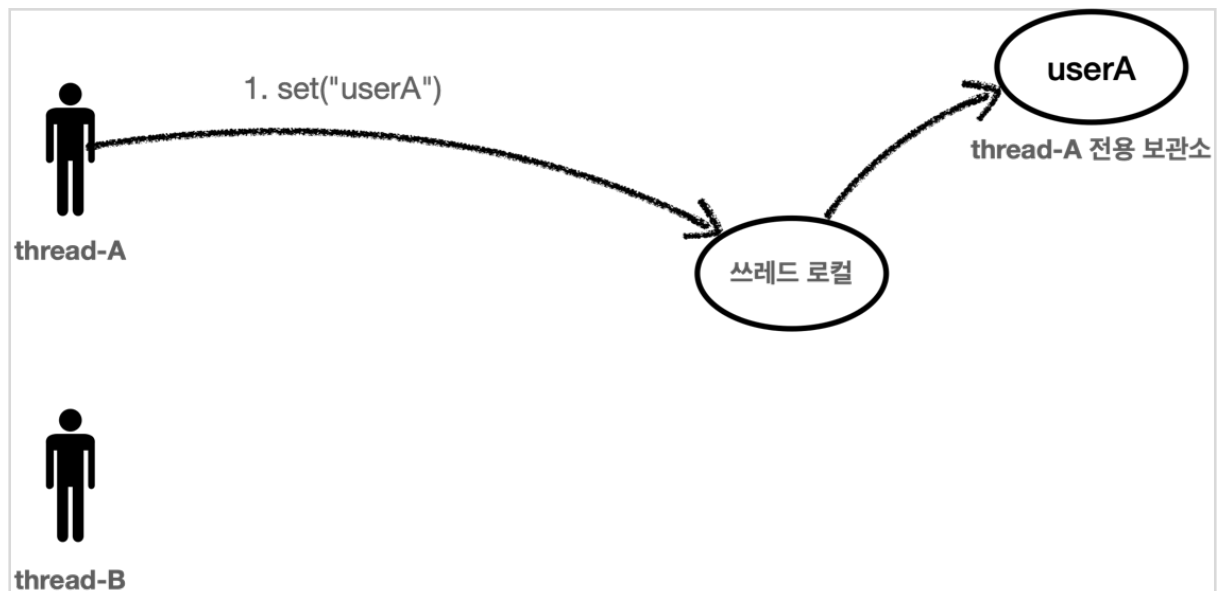 1. set("userA")
userA
thread-A 전용 보관소
thread-A
쓰레드 로컬
thread-B